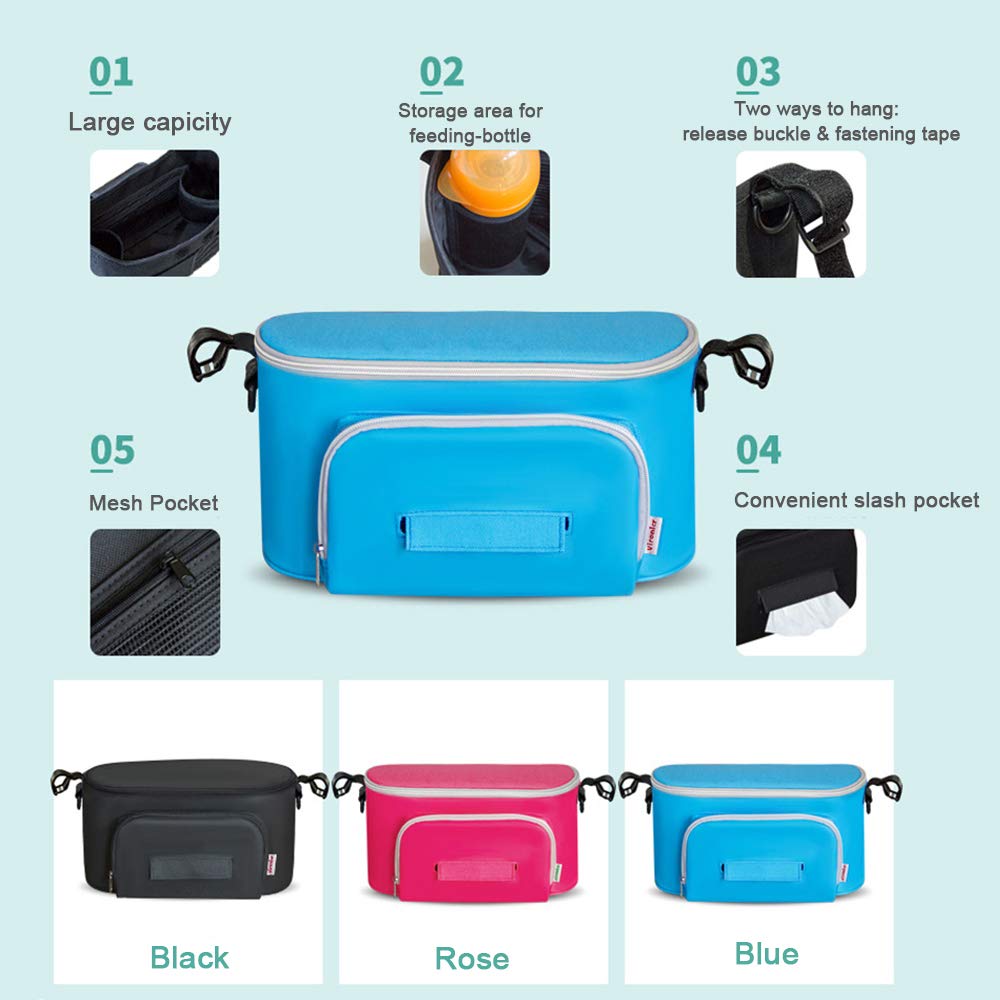 01
Large capicity
02
Storage area for
feeding-bottle
03
Two ways to hang:
release buckle & fastening tape
05
Mesh Pocket
04
Convenient slash pocket
Black
Rose
Blue